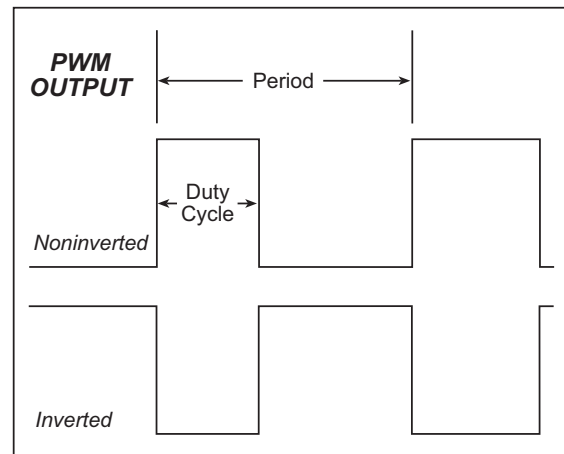 PWM
OUTPUT
Period
Duty
Cycle
Noninverted
Inverted